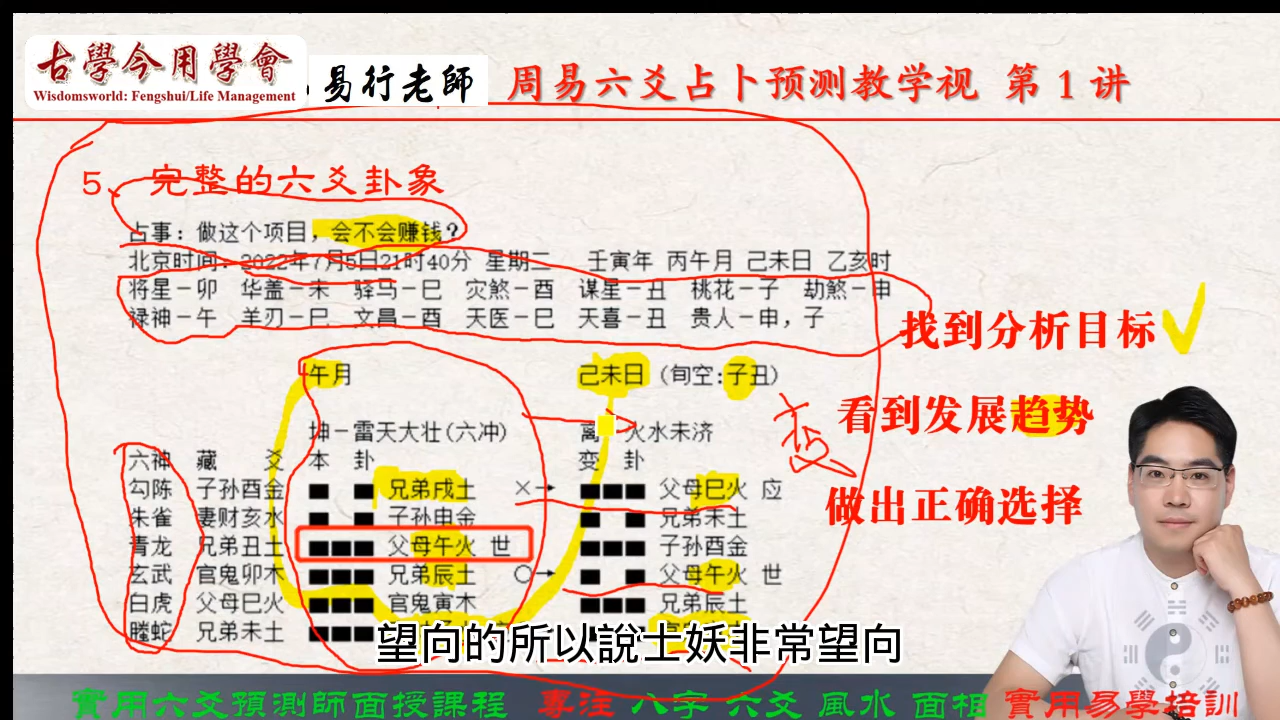 古學今用學會
Wisdomsworld: Fengshui/Life Management
易行老師
周易六爻占卜预测教学视 第1讲
5、完整的六爻卦象
占事：做这个项目，会不会赚钱？
北京时间：2022年7月5日21时40分 星期二 壬寅年 丙午月 己未日 乙亥时
将星－卯 华盖－未 驿马－巳 灾煞－酉 谋星－丑 桃花－子 劫煞－申
禄神－午 羊刃－巳 文昌－酉 天医－巳 天喜－丑 贵人－申，子
午月 己未日 (旬空:子丑)
坤－雷天大壮(六冲) 离 火水未济
六神 藏 爻 本 卦 变 卦
勾陈 子孙酉金 兄弟戌土 ×→ 父母巳火 应
朱雀 妻财亥水 子孙申金 兄弟未土
青龙 兄弟丑土 父母午火 世 子孙酉金
玄武 官鬼卯木 兄弟辰土 ○→ 父母午火 世
白虎 父母巳火 官鬼寅木 兄弟辰土
螣蛇 兄弟未土
变
找到分析目标
看到发展趋势
做出正确选择
望向的所以說士妖非常望向
實用六爻預測師面授課程 專注 八字 六爻 風水 面相 實用易學培訓